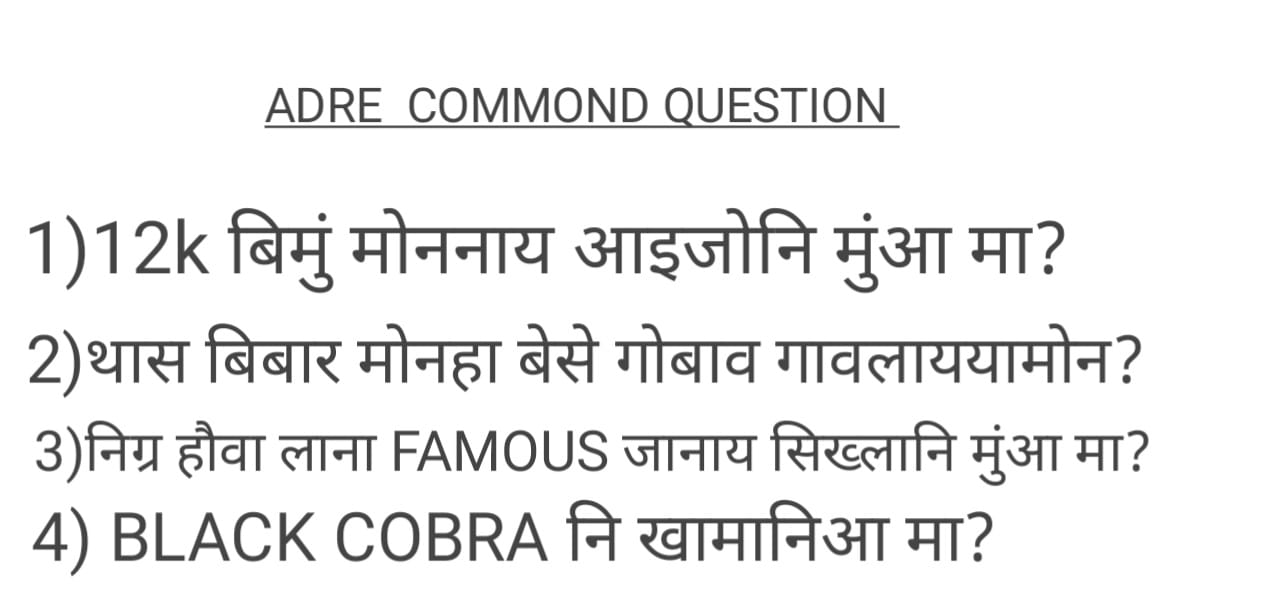 ADRE COMMOND QUESTION
1)12k बिमुं मोननाय आइजोनि मुंआ मा?
2)थास बिबार मोनहा बेसे गोबाव गावलाययामोन?
3)निग्र हौवा लाना FAMOUS जानाय सिख्लानि मुंआ मा?
4) BLACK COBRA नि खामानिआ मा?